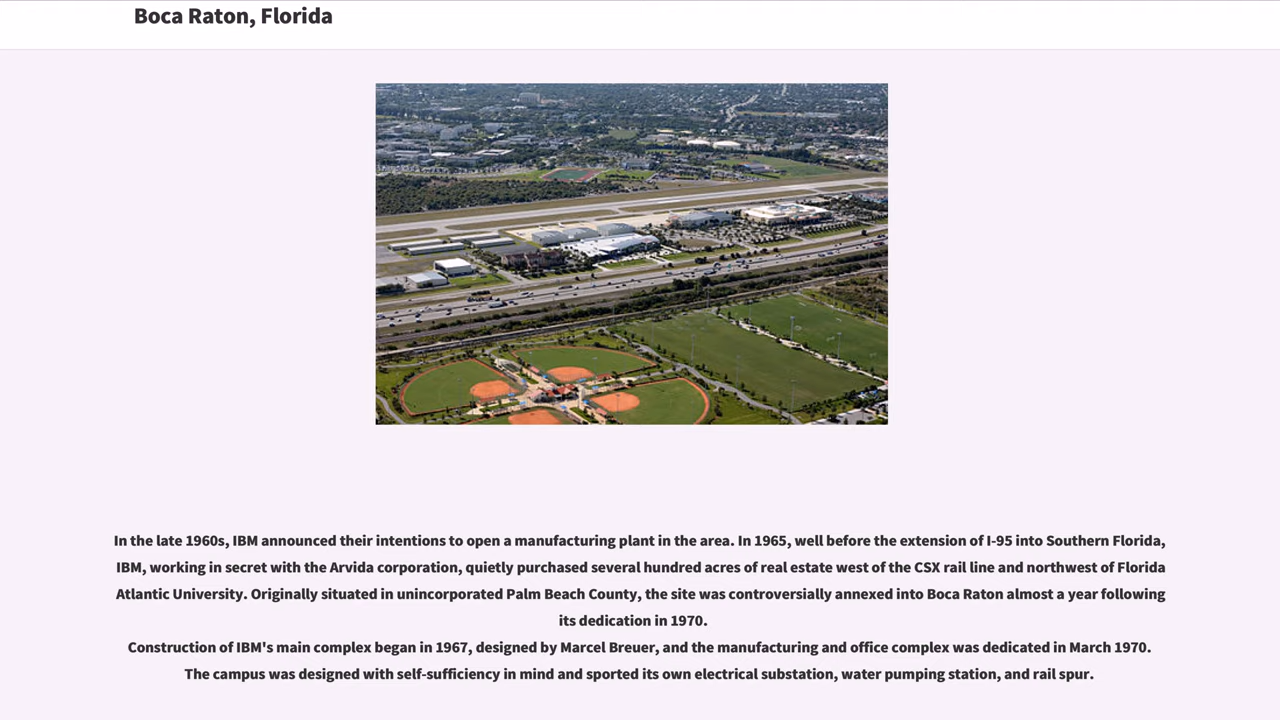 Boca Raton, Florida
In the late 1960s, IBM announced their intentions to open a manufacturing plant in the area. In 1965, well before the extension of I-95 into Southern Florida,
IBM, working in secret with the Arvida corporation, quietly purchased several hundred acres of real estate west of the CSX rail line and northwest of Florida
Atlantic University. Originally situated in unincorporated Palm Beach County, the site was controversially annexed into Boca Raton almost a year following
its dedication in 1970.
Construction of IBM's main complex began in 1967, designed by Marcel Breuer, and the manufacturing and office complex was dedicated in March 1970.
The campus was designed with self-sufficiency in mind and sported its own electrical substation, water pumping station, and rail spur.